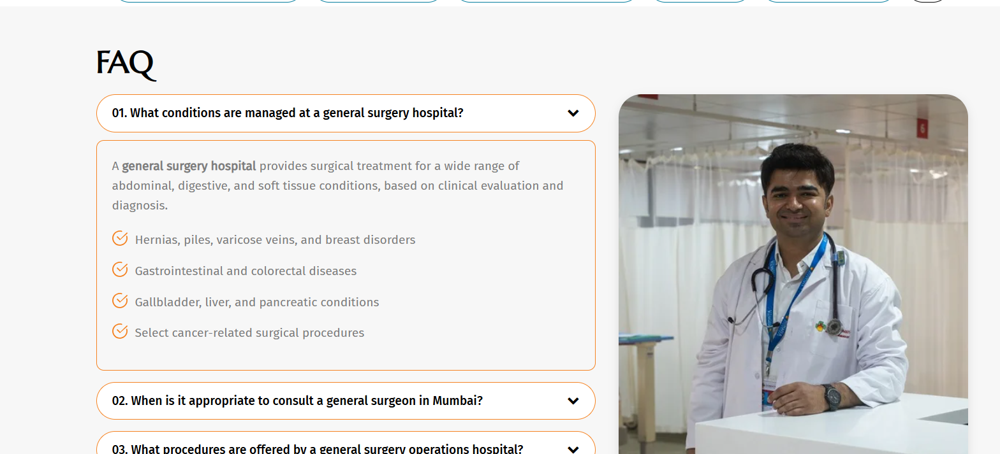 FAQ
01. What conditions are managed at a general surgery hospital?
A general surgery hospital provides surgical treatment for a wide range of
abdominal, digestive, and soft tissue conditions, based on clinical evaluation and
diagnosis.
Hernias, piles, varicose veins, and breast disorders
Gastrointestinal and colorectal diseases
Gallbladder, liver, and pancreatic conditions
Select cancer-related surgical procedures
02. When is it appropriate to consult a general surgeon in Mumbai?
03. What procedures are offered by a general surgery operations hospital?
6